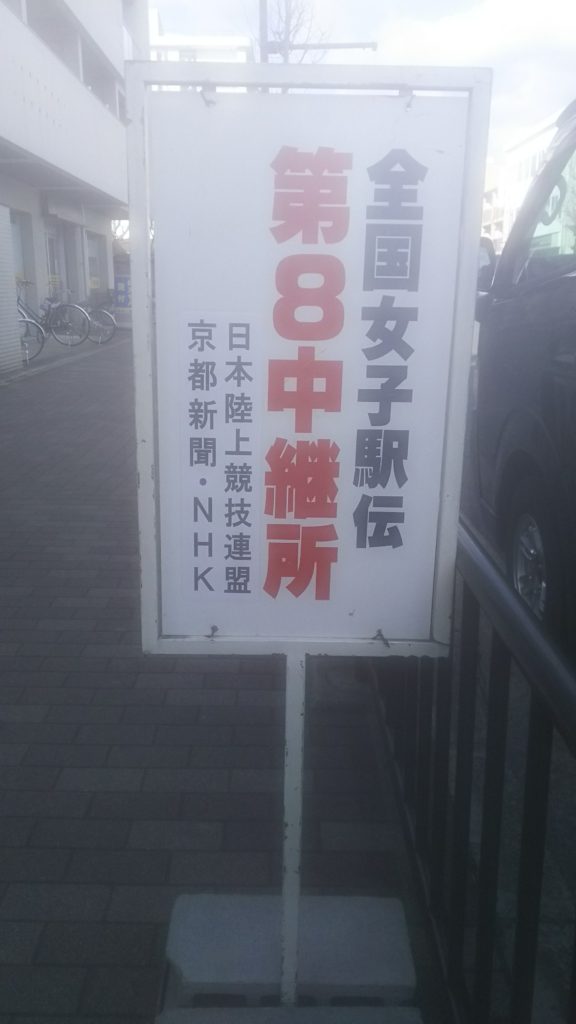 全国女子駅伝
第8中継所
日本陸上競技連盟
京都新聞・NHK